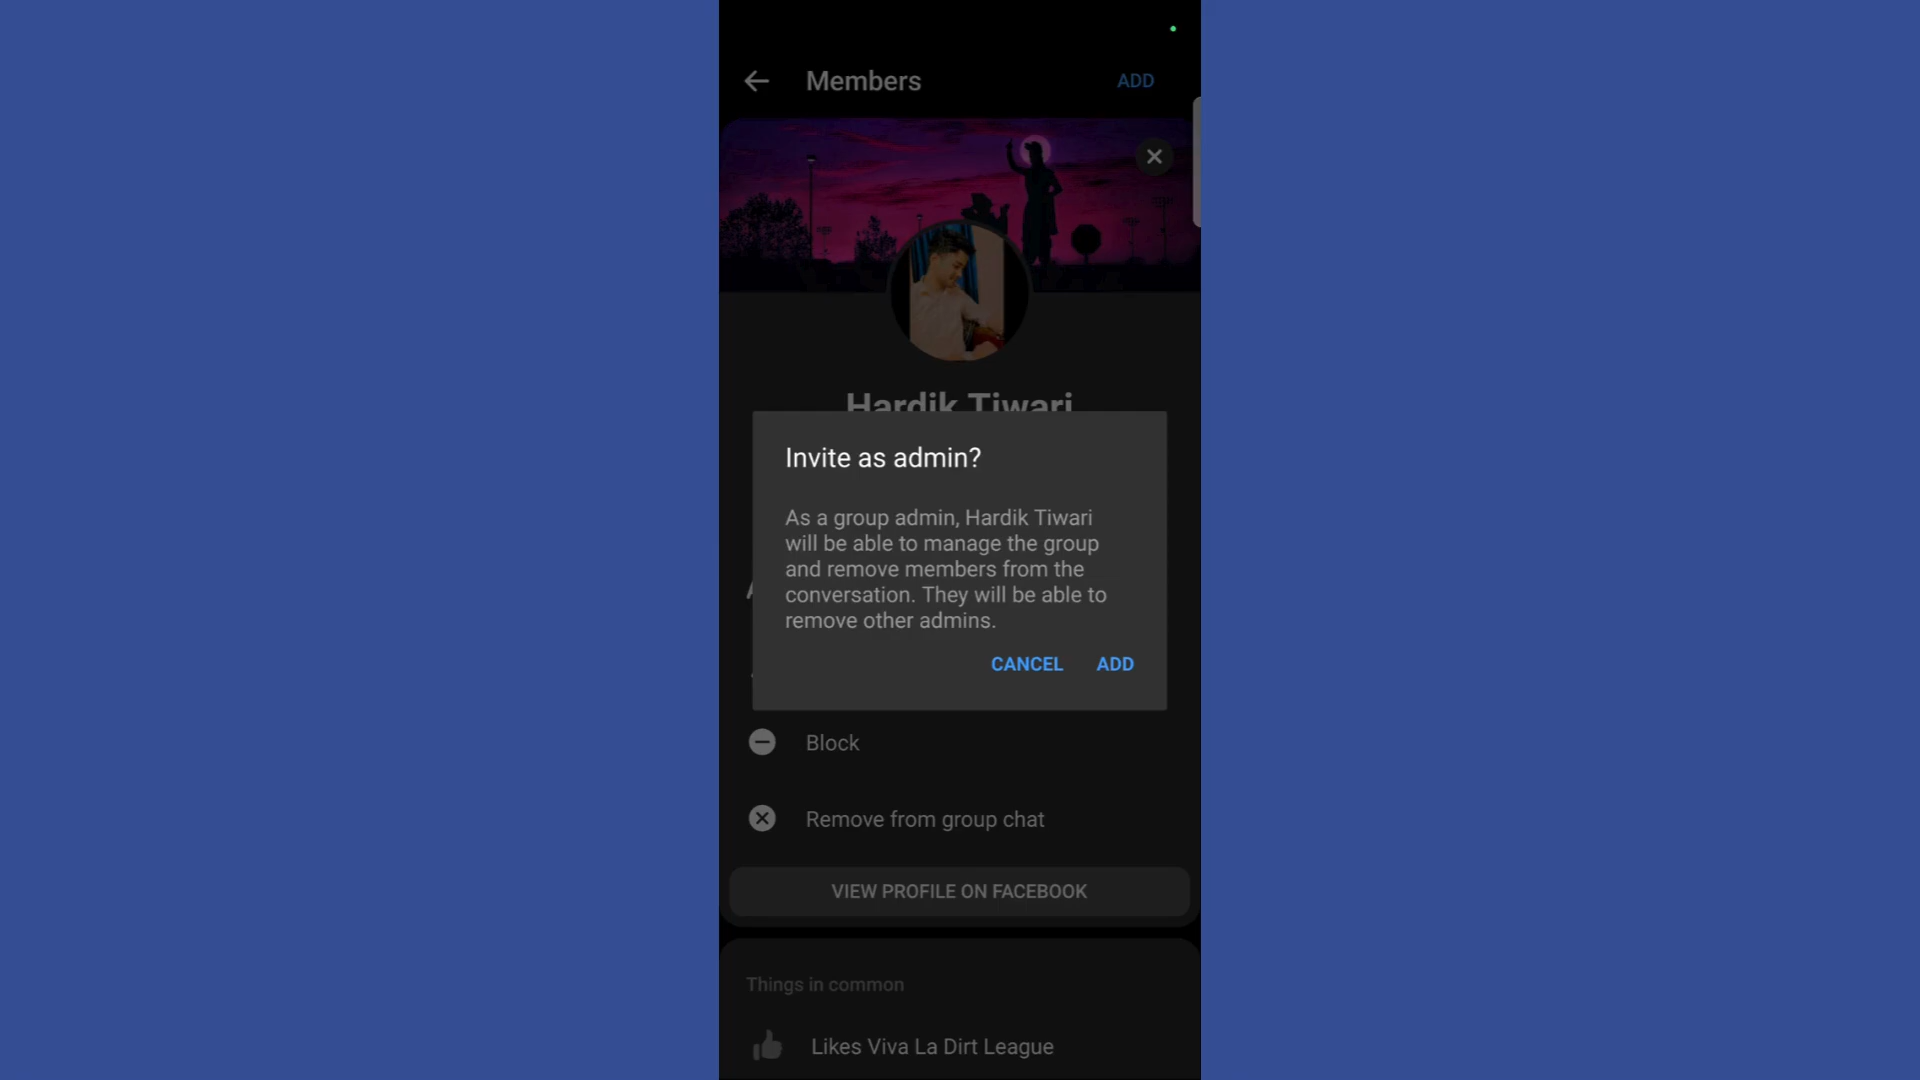 Members
ADD
Hardik Tiwari
Invite as admin?
As a group admin, Hardik Tiwari
will be able to manage the group
and remove members from the
conversation. They will be able to
remove other admins.
CANCEL ADD
Block
Remove from group chat
VIEW PROFILE ON FACEBOOK
Things in common
Likes Viva La Dirt League